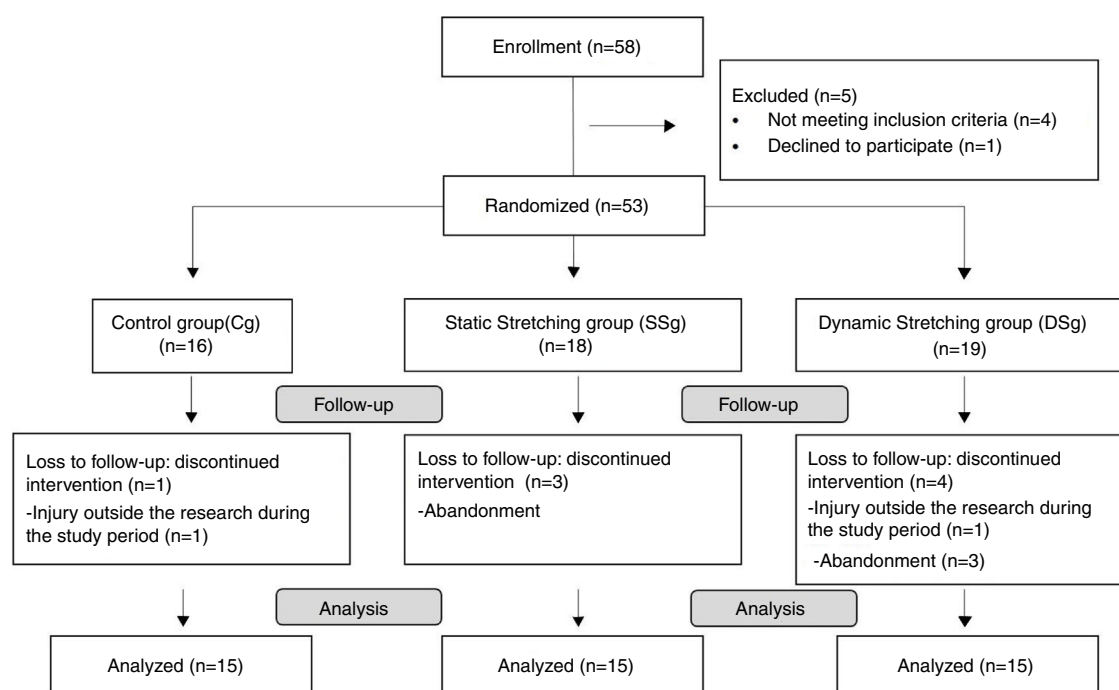 Enrollment (n=58)
Excluded (n=5)
• Not meeting inclusion criteria (n=4)
• Declined to participate (n=1)
Randomized (n=53)
Control group(Cg)
(n=16)
Static Stretching group (SSg)
(n=18)
Dynamic Stretching group (DSg)
(n=19)
Follow-up
Follow-up
Loss to follow-up: discontinued
intervention (n=1)
-Injury outside the research during
the study period (n=1)
Loss to follow-up: discontinued
intervention (n=3)
-Abandonment
Loss to follow-up: discontinued
intervention (n=4)
-Injury outside the research during
the study period (n=1)
-Abandonment (n=3)
Analysis
Analysis
Analyzed (n=15)
Analyzed (n=15)
Analyzed (n=15)